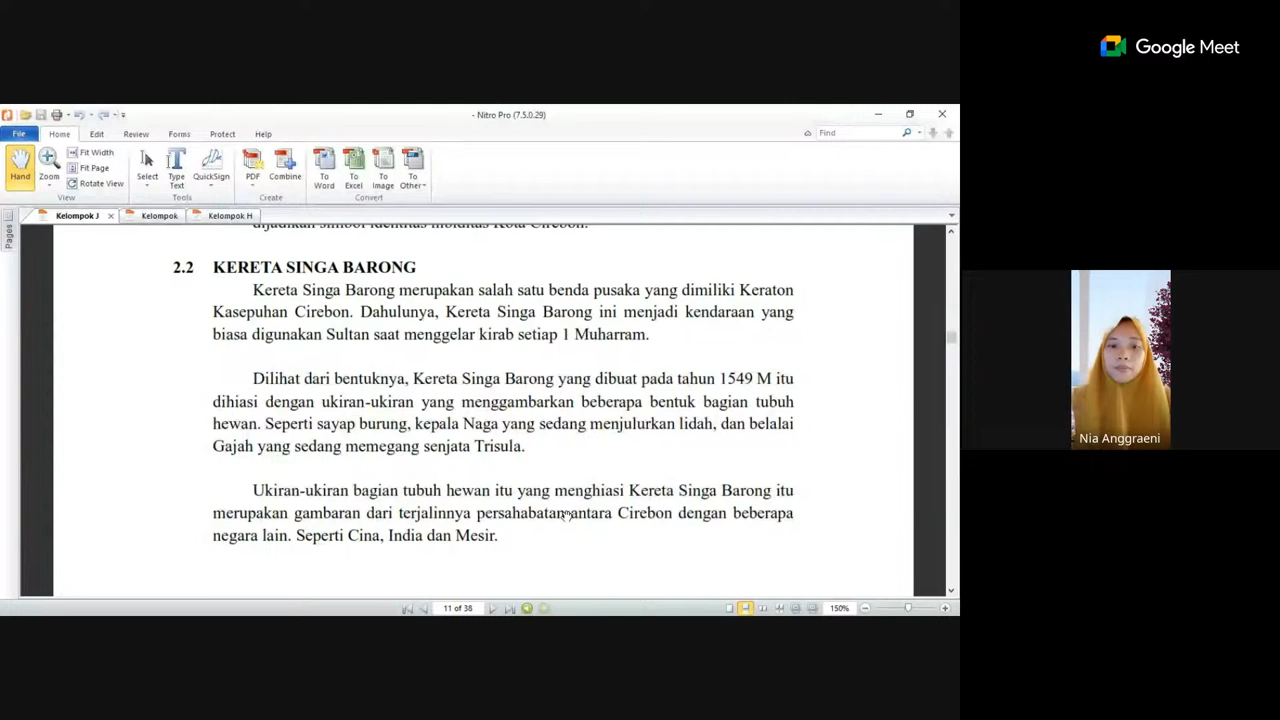 Google Meet
- Nitro Pro (7.5.0.29)
File Home Edit Review Forms Protect Help
Find
Hand
Zoom
Fit Width
Fit Page
Rotate View
View
Select
Type Text
QuickSign
Tools
PDF
Combine
Create
To Word
To Excel
To Image
To Other
Convert
Kelompok J
Kelompok
Kelompok H
Pages
dijadikan simbol identitas Kota Cirebon.
2.2 KERETA SINGA BARONG
Kereta Singa Barong merupakan salah satu benda pusaka yang dimiliki Keraton
Kasepuhan Cirebon. Dahulunya, Kereta Singa Barong ini menjadi kendaraan yang
biasa digunakan Sultan saat menggelar kirab setiap 1 Muharram.
Dilihat dari bentuknya, Kereta Singa Barong yang dibuat pada tahun 1549 M itu
dihiasi dengan ukiran-ukiran yang menggambarkan beberapa bentuk bagian tubuh
hewan. Seperti sayap burung, kepala Naga yang sedang menjulurkan lidah, dan belalai
Gajah yang sedang memegang senjata Trisula.
Ukiran-ukiran bagian tubuh hewan itu yang menghiasi Kereta Singa Barong itu
merupakan gambaran dari terjalinnya persahabatan antara Cirebon dengan beberapa
negara lain. Seperti Cina, India dan Mesir.
11 of 38
150%
Nia Anggraeni